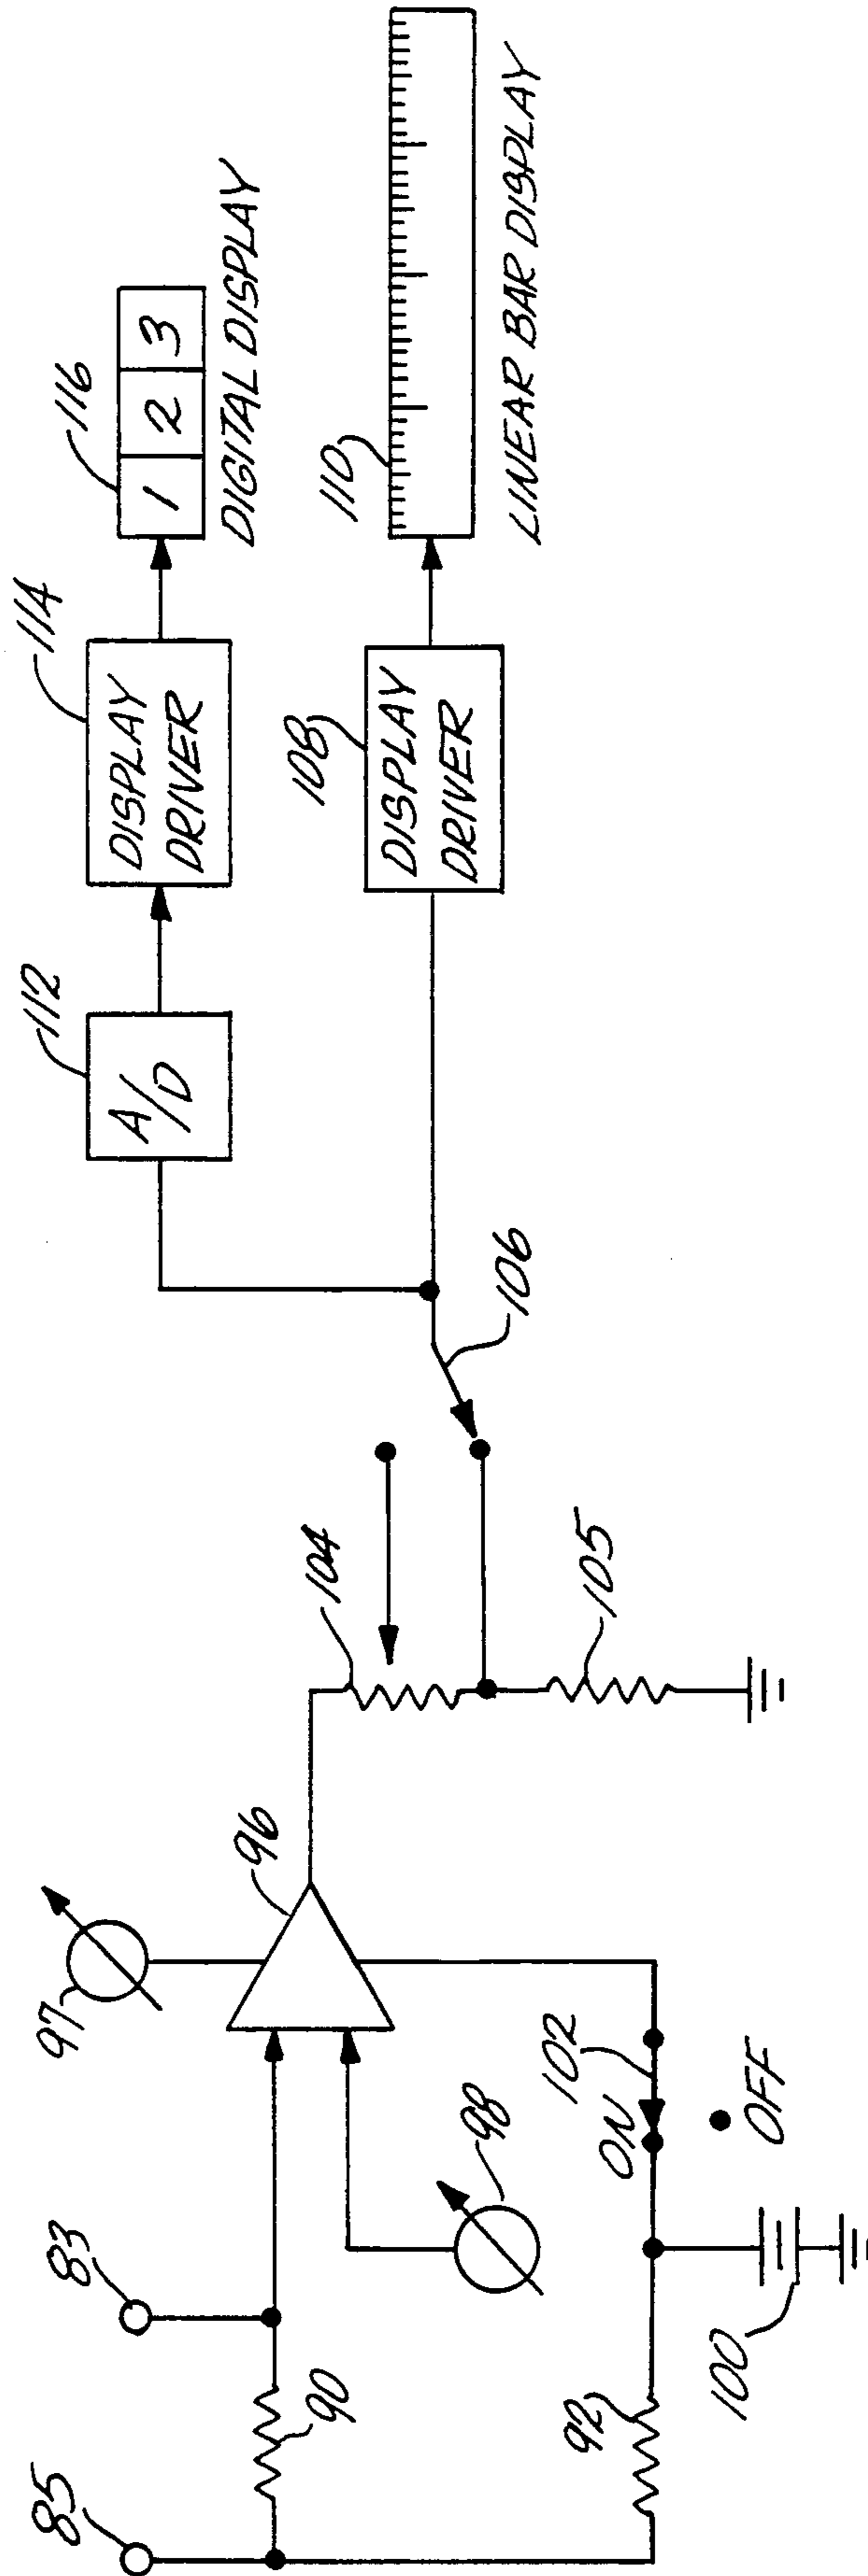 85
83
90
92
100
98
97
96
ON
102
OFF
104
105
106
112
A/D
114
DISPLAY
DRIVER
116
1 2 3
DIGITAL DISPLAY
108
DISPLAY
DRIVER
110
LINEAR BAR DISPLAY